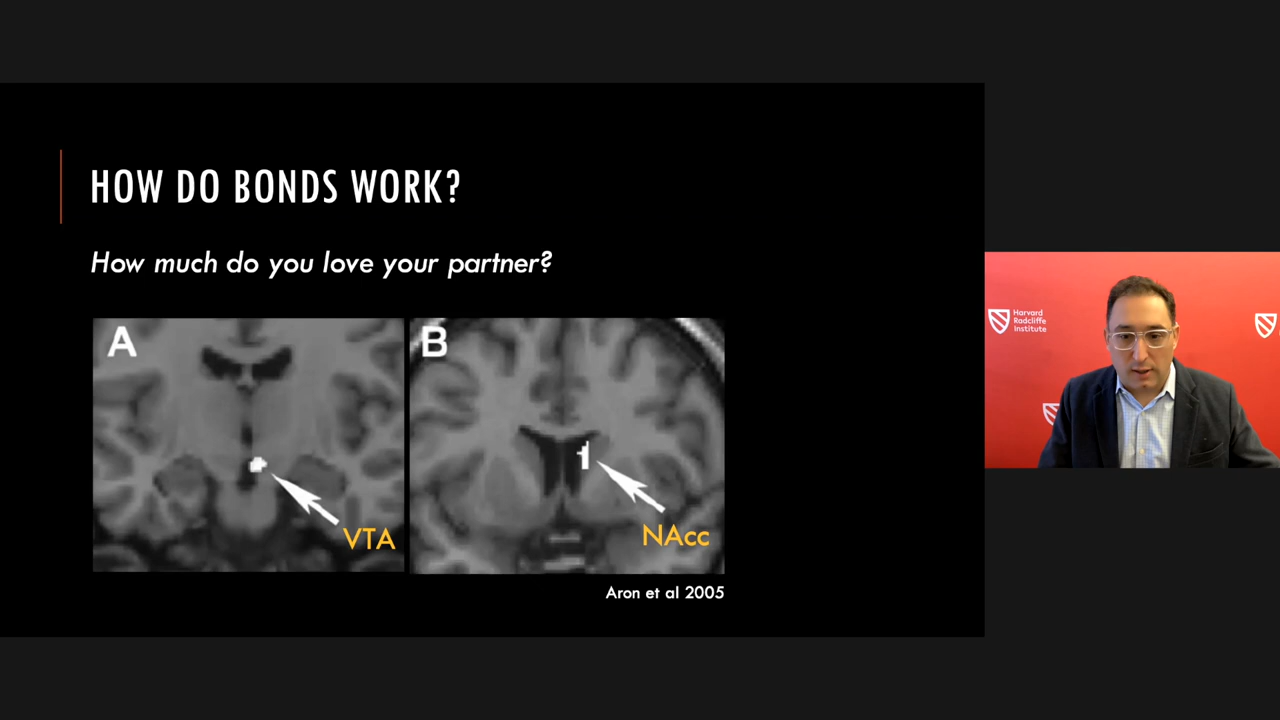 HOW DO BONDS WORK?
How much do you love your partner?
A
B
VTA
NAcc
Aron et al 2005
Harvard
Radcliffe
Institute